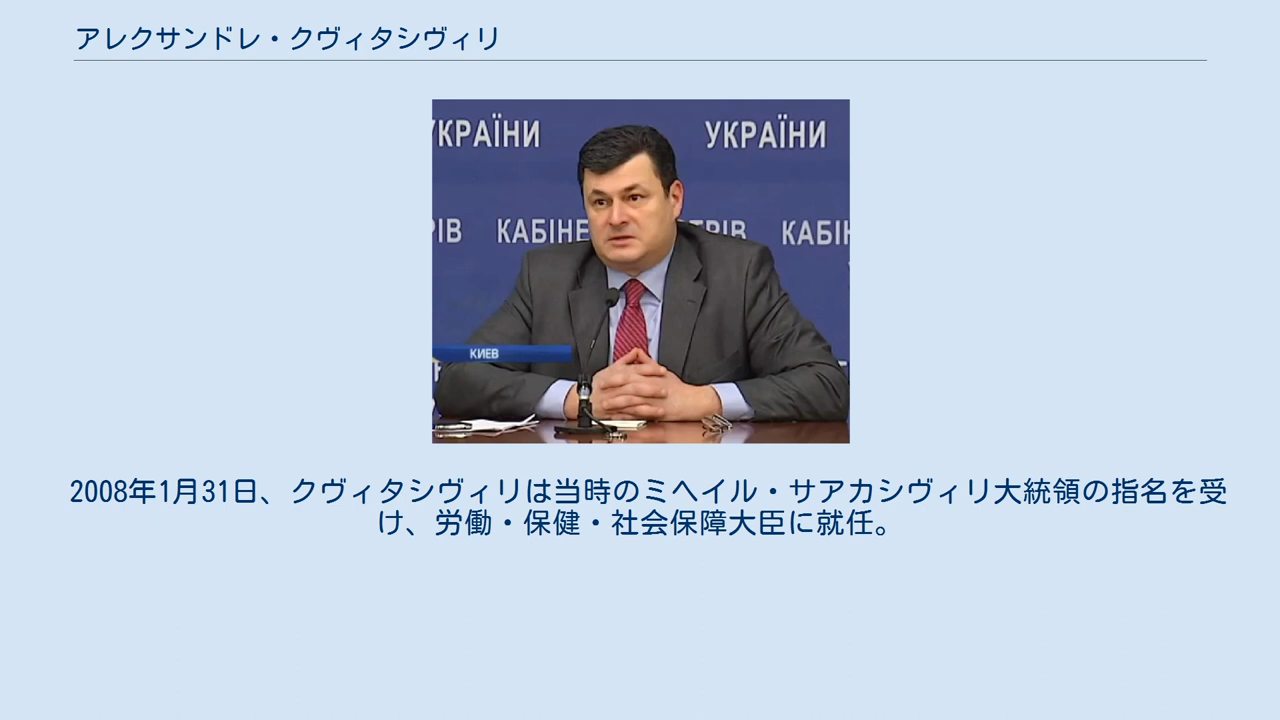 アレクサンドレ・クヴィタシヴィリ
УКРАЇНИ УКРАЇНИ
РІВ КАБІНЕ ТРІВ КАБІН
КИЕВ
2008年1月31日、クヴィタシヴィリは当時のミヘイル・サアカシヴィリ大統領の指名を受
け、労働・保健・社会保障大臣に就任。